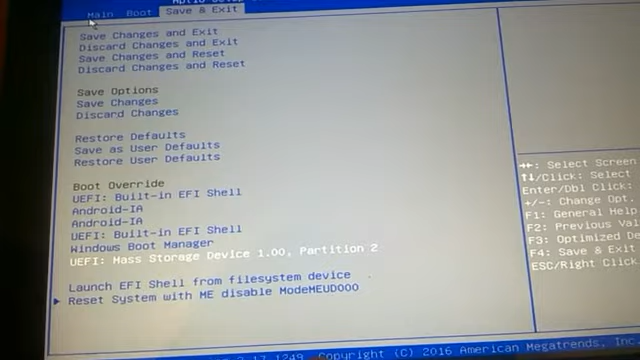 Main Boot Save & Exit
Save Changes and Exit
Discard Changes and Exit
Save Changes and Reset
Discard Changes and Reset
Save Options
Save Changes
Discard Changes
Restore Defaults
Save as User Defaults
Restore User Defaults
Boot Override
UEFI: Built-in EFI Shell
Android-IA
Android-IA
UEFI: Built-in EFI Shell
Windows Boot Manager
UEFI: Mass Storage Device 1.00, Partition 2
Launch EFI Shell from filesystem device
Reset System with ME disable ModeMEUD000
→←: Select Screen
↑↓/Click: Select
Enter/Dbl Click:
+/-: Change Opt.
F1: General Help
F2: Previous Val
F3: Optimized De
F4: Save & Exit
ESC/Right Click
2.17.1249. Copyright (C) 2016 American Megatrends, Inc.